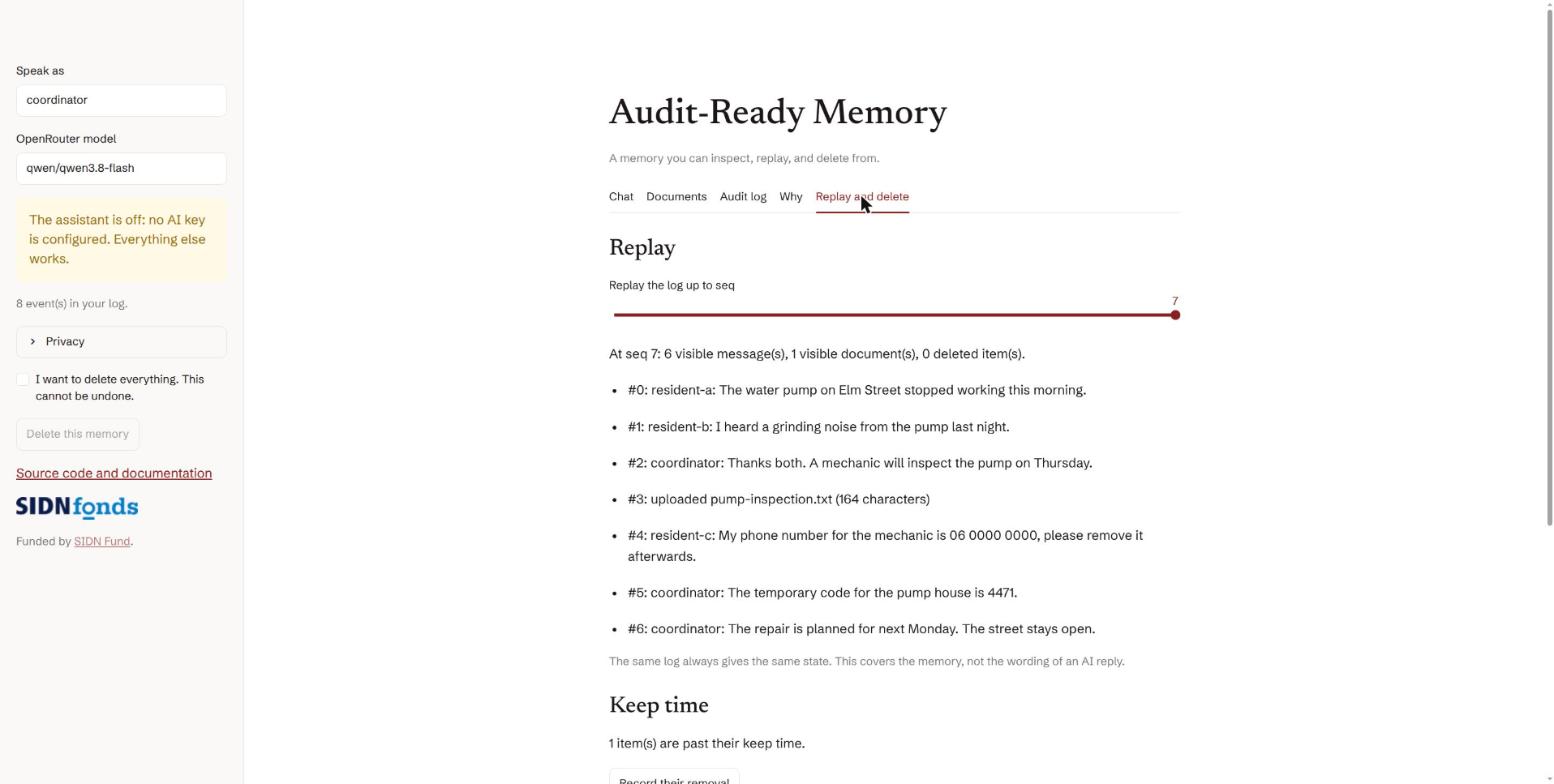 Speak as
coordinator
OpenRouter model
qwen/qwen3.8-flash
The assistant is off: no AI key
is configured. Everything else
works.
8 event(s) in your log.
Privacy
I want to delete everything. This
cannot be undone.
Delete this memory
Source code and documentation
SIDNfonds
Funded by SIDN Fund.
Audit-Ready Memory
A memory you can inspect, replay, and delete from.
Chat Documents Audit log Why Replay and delete
Replay
Replay the log up to seq
7
At seq 7: 6 visible message(s), 1 visible document(s), 0 deleted item(s).
• #0: resident-a: The water pump on Elm Street stopped working this morning.
• #1: resident-b: I heard a grinding noise from the pump last night.
• #2: coordinator: Thanks both. A mechanic will inspect the pump on Thursday.
• #3: uploaded pump-inspection.txt (164 characters)
• #4: resident-c: My phone number for the mechanic is 06 0000 0000, please remove it
afterwards.
• #5: coordinator: The temporary code for the pump house is 4471.
• #6: coordinator: The repair is planned for next Monday. The street stays open.
The same log always gives the same state. This covers the memory, not the wording of an AI reply.
Keep time
1 item(s) are past their keep time.
Record their removal